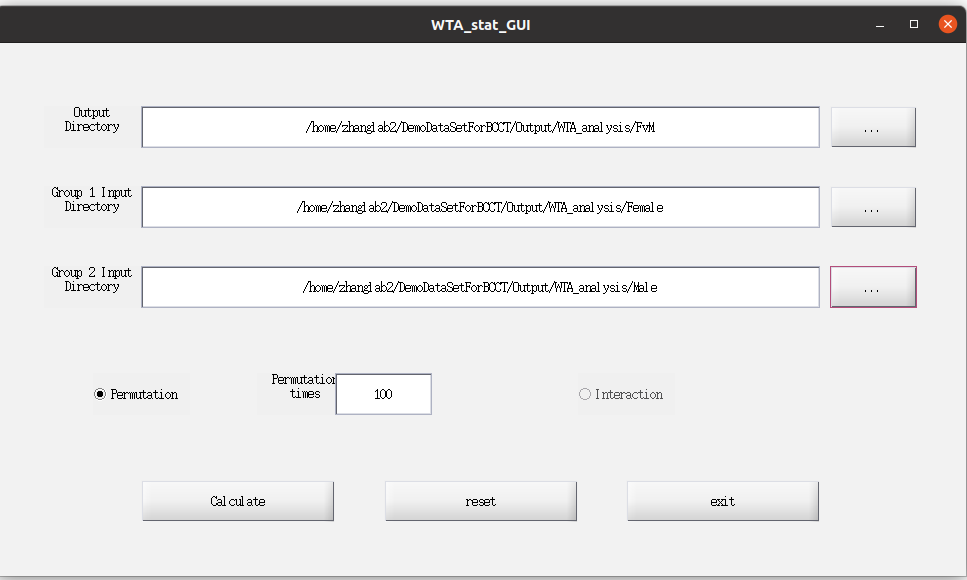 WTA_stat_GUI
Output
Directory
/home/zhanglab2/DemoDataSetForBCCT/Output/WTA_analysis/FvM
...
Group 1 Input
Directory
/home/zhanglab2/DemoDataSetForBCCT/Output/WTA_analysis/Female
...
Group 2 Input
Directory
/home/zhanglab2/DemoDataSetForBCCT/Output/WTA_analysis/Male
...
Permutation
Permutation
times
100
Interaction
Calculate
reset
exit